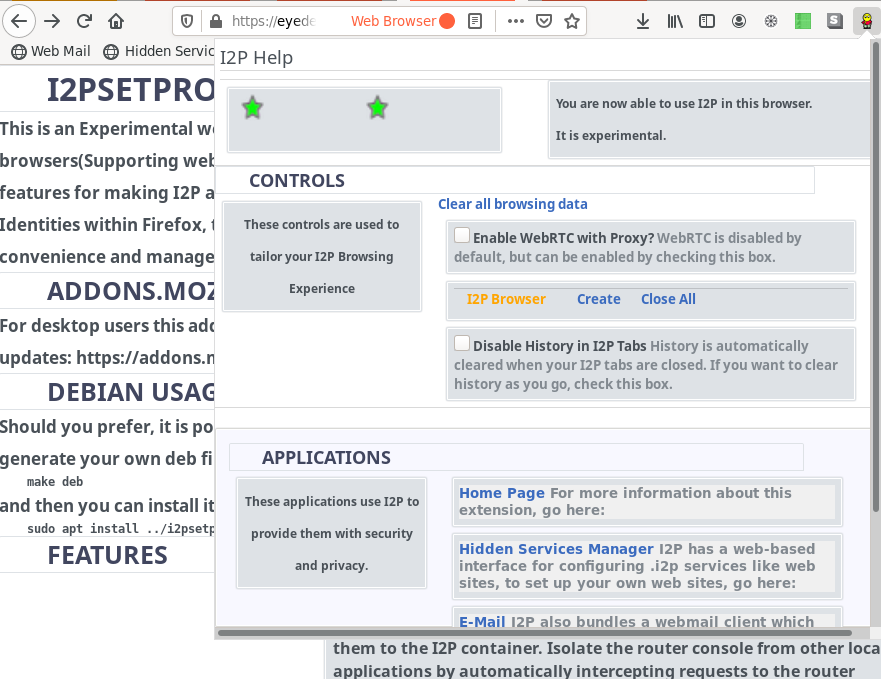 https://eyede
Web Browser
Web Mail
Hidden Servic
I2PSETPRO
This is an Experimental we
browsers(Supporting web
features for making I2P a
Identities within Firefox, t
convenience and manage
ADDONS.MOZ
For desktop users this add
updates: https://addons.m
DEBIAN USAG
Should you prefer, it is po
generate your own deb fi
make deb
and then you can install it
sudo apt install ../i2psetp
FEATURES
I2P Help
You are now able to use I2P in this browser.
It is experimental.
CONTROLS
These controls are used to
tailor your I2P Browsing
Experience
Clear all browsing data
Enable WebRTC with Proxy? WebRTC is disabled by
default, but can be enabled by checking this box.
I2P Browser Create Close All
Disable History in I2P Tabs History is automatically
cleared when your I2P tabs are closed. If you want to clear
history as you go, check this box.
APPLICATIONS
These applications use I2P to
provide them with security
and privacy.
Home Page For more information about this
extension, go here:
Hidden Services Manager I2P has a web-based
interface for configuring .i2p services like web
sites, to set up your own web sites, go here:
E-Mail I2P also bundles a webmail client which
them to the I2P container. Isolate the router console from other loca
applications by automatically intercepting requests to the router